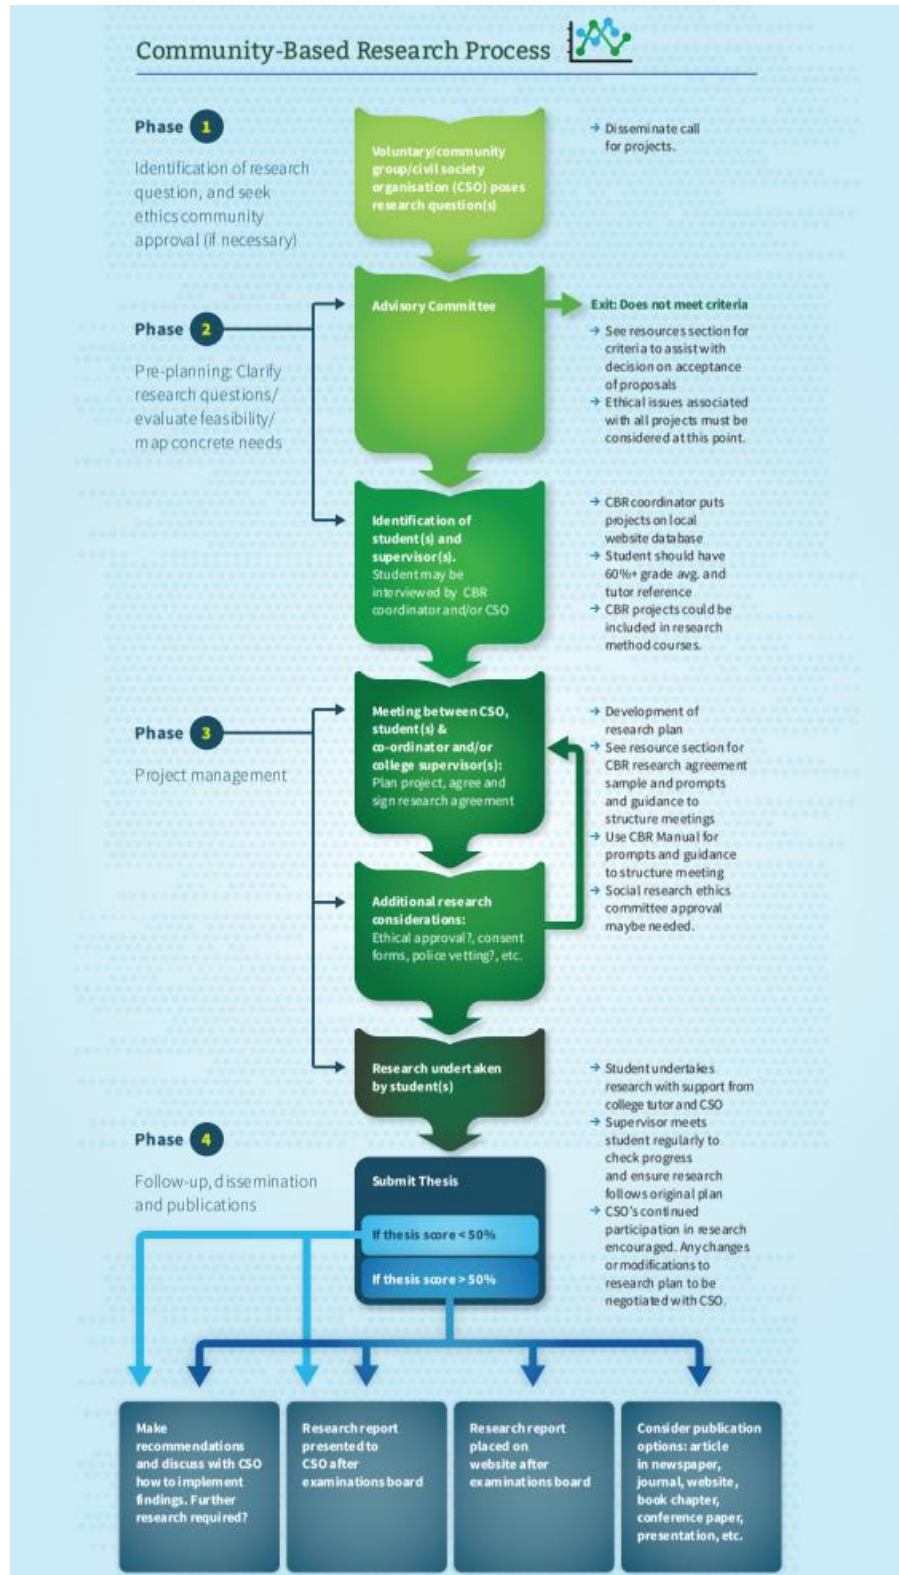 Community-Based Research Process
Phase 1
Identification of research
question, and seek
ethics community
approval (if necessary)
Voluntary/community
group/civil society
organisation (CSO) poses
research question(s)
→ Disseminate call
for projects.
Phase 2
Pre-planning: Clarify
research questions/
evaluate feasibility/
map concrete needs
Advisory Committee
Exit: Does not meet criteria
→ See resources section for
criteria to assist with
decision on acceptance
of proposals
→ Ethical issues associated
with all projects must be
considered at this point.
Identification of
student(s) and
supervisor(s).
Student may be
interviewed by CBR
coordinator and/or CSO
→ CBR coordinator puts
projects on local
website database
→ Student should have
60%+ grade avg. and
tutor reference
→ CBR projects could be
included in research
method courses.
Phase 3
Project management
Meeting between CSO,
student(s) &
co-ordinator and/or
college supervisor(s):
Plan project, agree and
sign research agreement
→ Development of
research plan
→ See resource section for
CBR research agreement
sample and prompts
and guidance to
structure meetings
→ Use CBR Manual for
prompts and guidance
to structure meeting
→ Social research ethics
committee approval
maybe needed.
Additional research
considerations:
Ethical approval?, consent
forms, police vetting?, etc.
Research undertaken
by student(s)
→ Student undertakes
research with support from
college tutor and CSO
→ Supervisor meets
student regularly to
check progress
and ensure research
follows original plan
→ CSO's continued
participation in research
encouraged. Any changes
or modifications to
research plan to be
negotiated with CSO.
Phase 4
Follow-up, dissemination
and publications
Submit Thesis
If thesis score < 50%
If thesis score > 50%
Make
recommendations
and discuss with CSO
how to implement
findings. Further
research required?
Research report
presented to
CSO after
examinations board
Research report
placed on
website after
examinations board
Consider publication
options: article
in newspaper,
journal, website,
book chapter,
conference paper,
presentation, etc.